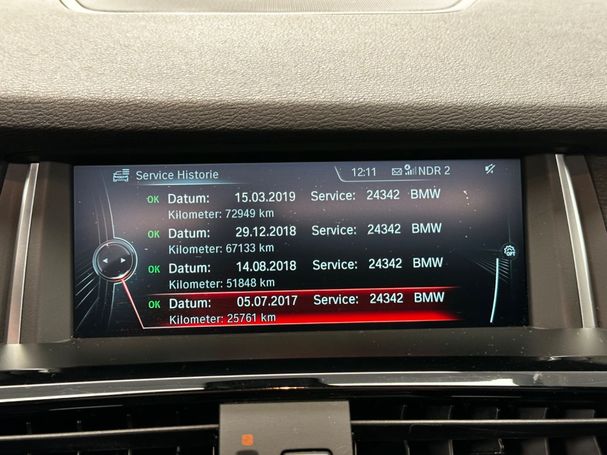 Service Historie 12:11 NDR 2
OK Datum: 15.03.2019 Service: 24342 BMW
Kilometer: 72949 km
OK Datum: 29.12.2018 Service: 24342 BMW
Kilometer: 67133 km
OK Datum: 14.08.2018 Service: 24342 BMW
Kilometer: 51848 km
OK Datum: 05.07.2017 Service: 24342 BMW
Kilometer: 25761 km